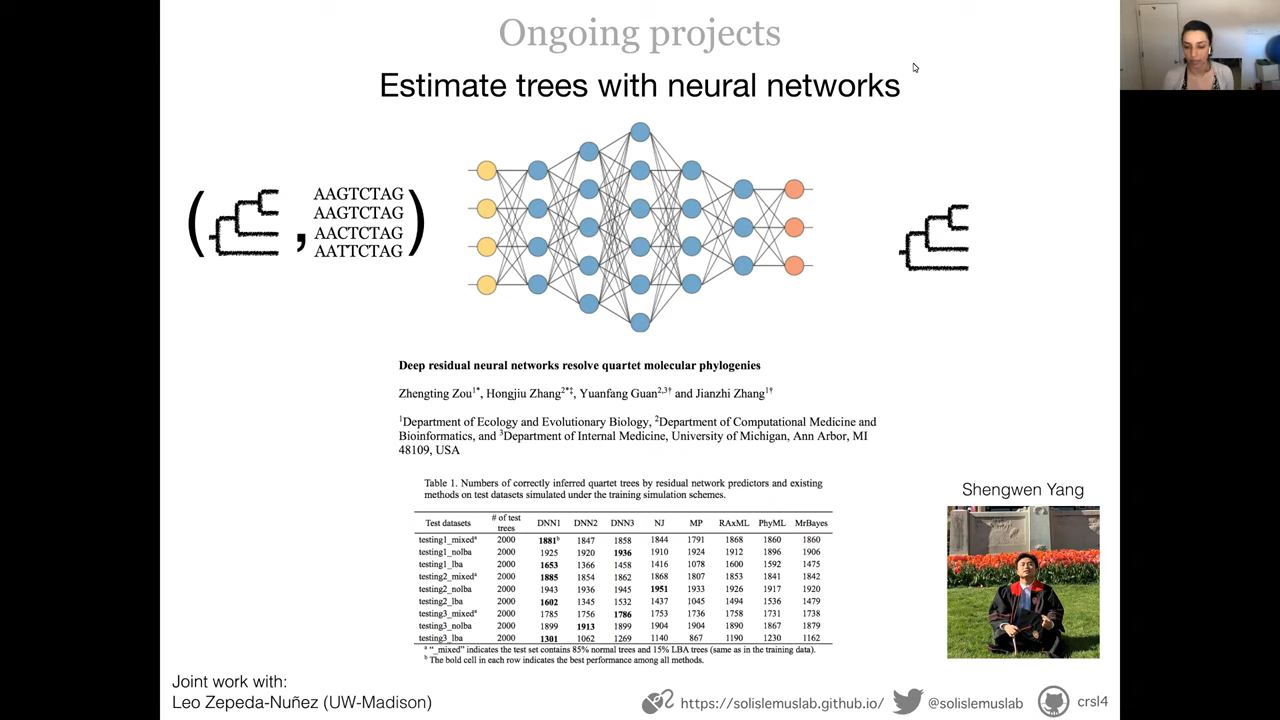 Ongoing projects
Estimate trees with neural networks
( , AAGTCTAG )
AAGTCTAG
AACTCTAG
AATTCTAG
Deep residual neural networks resolve quartet molecular phylogenies
Zhengting Zou1*, Hongjiu Zhang2*‡, Yuanfang Guan2,3† and Jianzhi Zhang1†
1Department of Ecology and Evolutionary Biology, 2Department of Computational Medicine and
Bioinformatics, and 3Department of Internal Medicine, University of Michigan, Ann Arbor, MI
48109, USA
Table 1. Numbers of correctly inferred quartet trees by residual network predictors and existing
methods on test datasets simulated under the training simulation schemes.
Test datasets # of test trees DNN1 DNN2 DNN3 NJ MP RAxML PhyML MrBayes
testing1_mixeda 2000 1881b 1847 1858 1844 1791 1868 1860 1860
testing1_nolba 2000 1925 1920 1936 1910 1924 1912 1896 1906
testing1_lba 2000 1653 1366 1458 1416 1078 1600 1592 1475
testing2_mixeda 2000 1885 1854 1862 1868 1807 1853 1841 1842
testing2_nolba 2000 1943 1936 1945 1951 1933 1926 1917 1920
testing2_lba 2000 1602 1345 1532 1437 1045 1494 1536 1479
testing3_mixeda 2000 1785 1756 1786 1753 1736 1758 1731 1738
testing3_nolba 2000 1899 1913 1899 1904 1904 1890 1867 1879
testing3_lba 2000 1301 1062 1269 1140 867 1190 1230 1162
a "_mixed" indicates the test set contains 85% normal trees and 15% LBA trees (same as in the training data).
b The bold cell in each row indicates the best performance among all methods.
Shengwen Yang
Joint work with:
Leo Zepeda-Nuñez (UW-Madison)
https://solislemuslab.github.io/ @solislemuslab crsl4